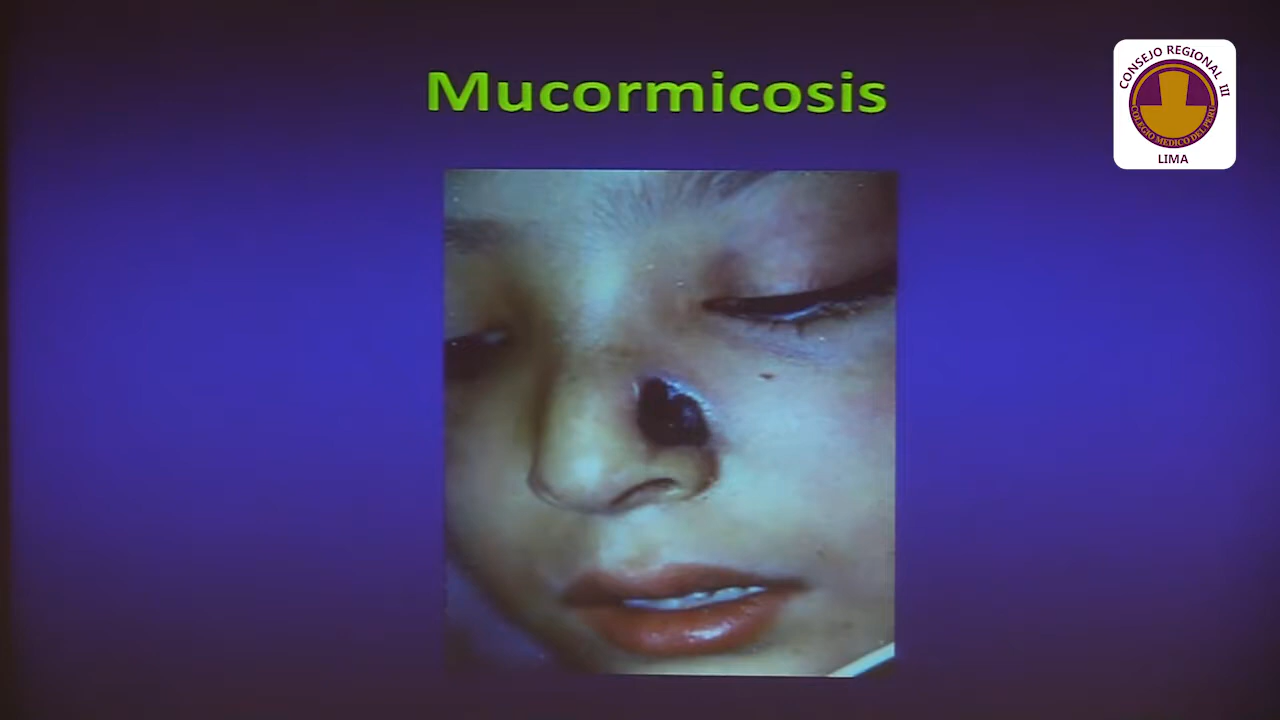 Mucormicosis
CONSEJO REGIONAL III
COLEGIO MEDICO DEL PERU
LIMA